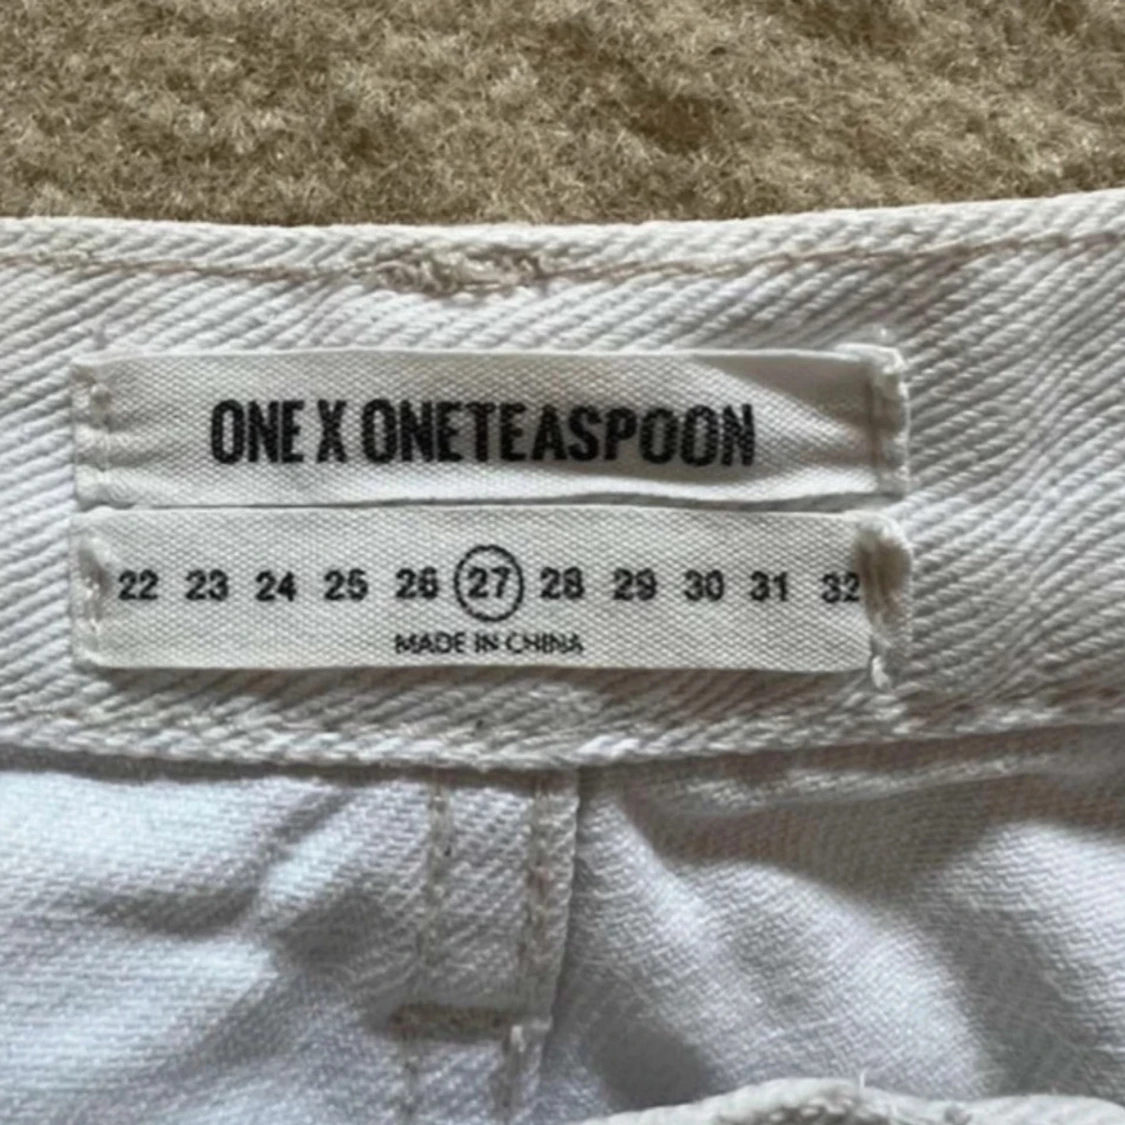 ONE X ONETEASPOON
22 23 24 25 26 27 28 29 30 31 32
MADE IN CHINA